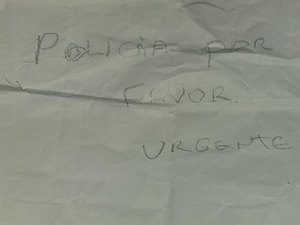 POLICIA POR
FAVOR.
URGENTE